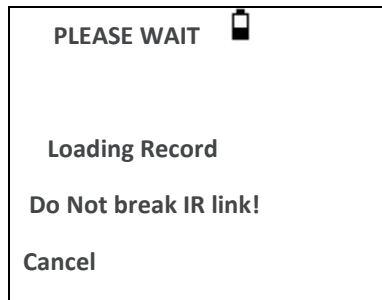 PLEASE WAIT
Loading Record
Do Not break IR link!
Cancel